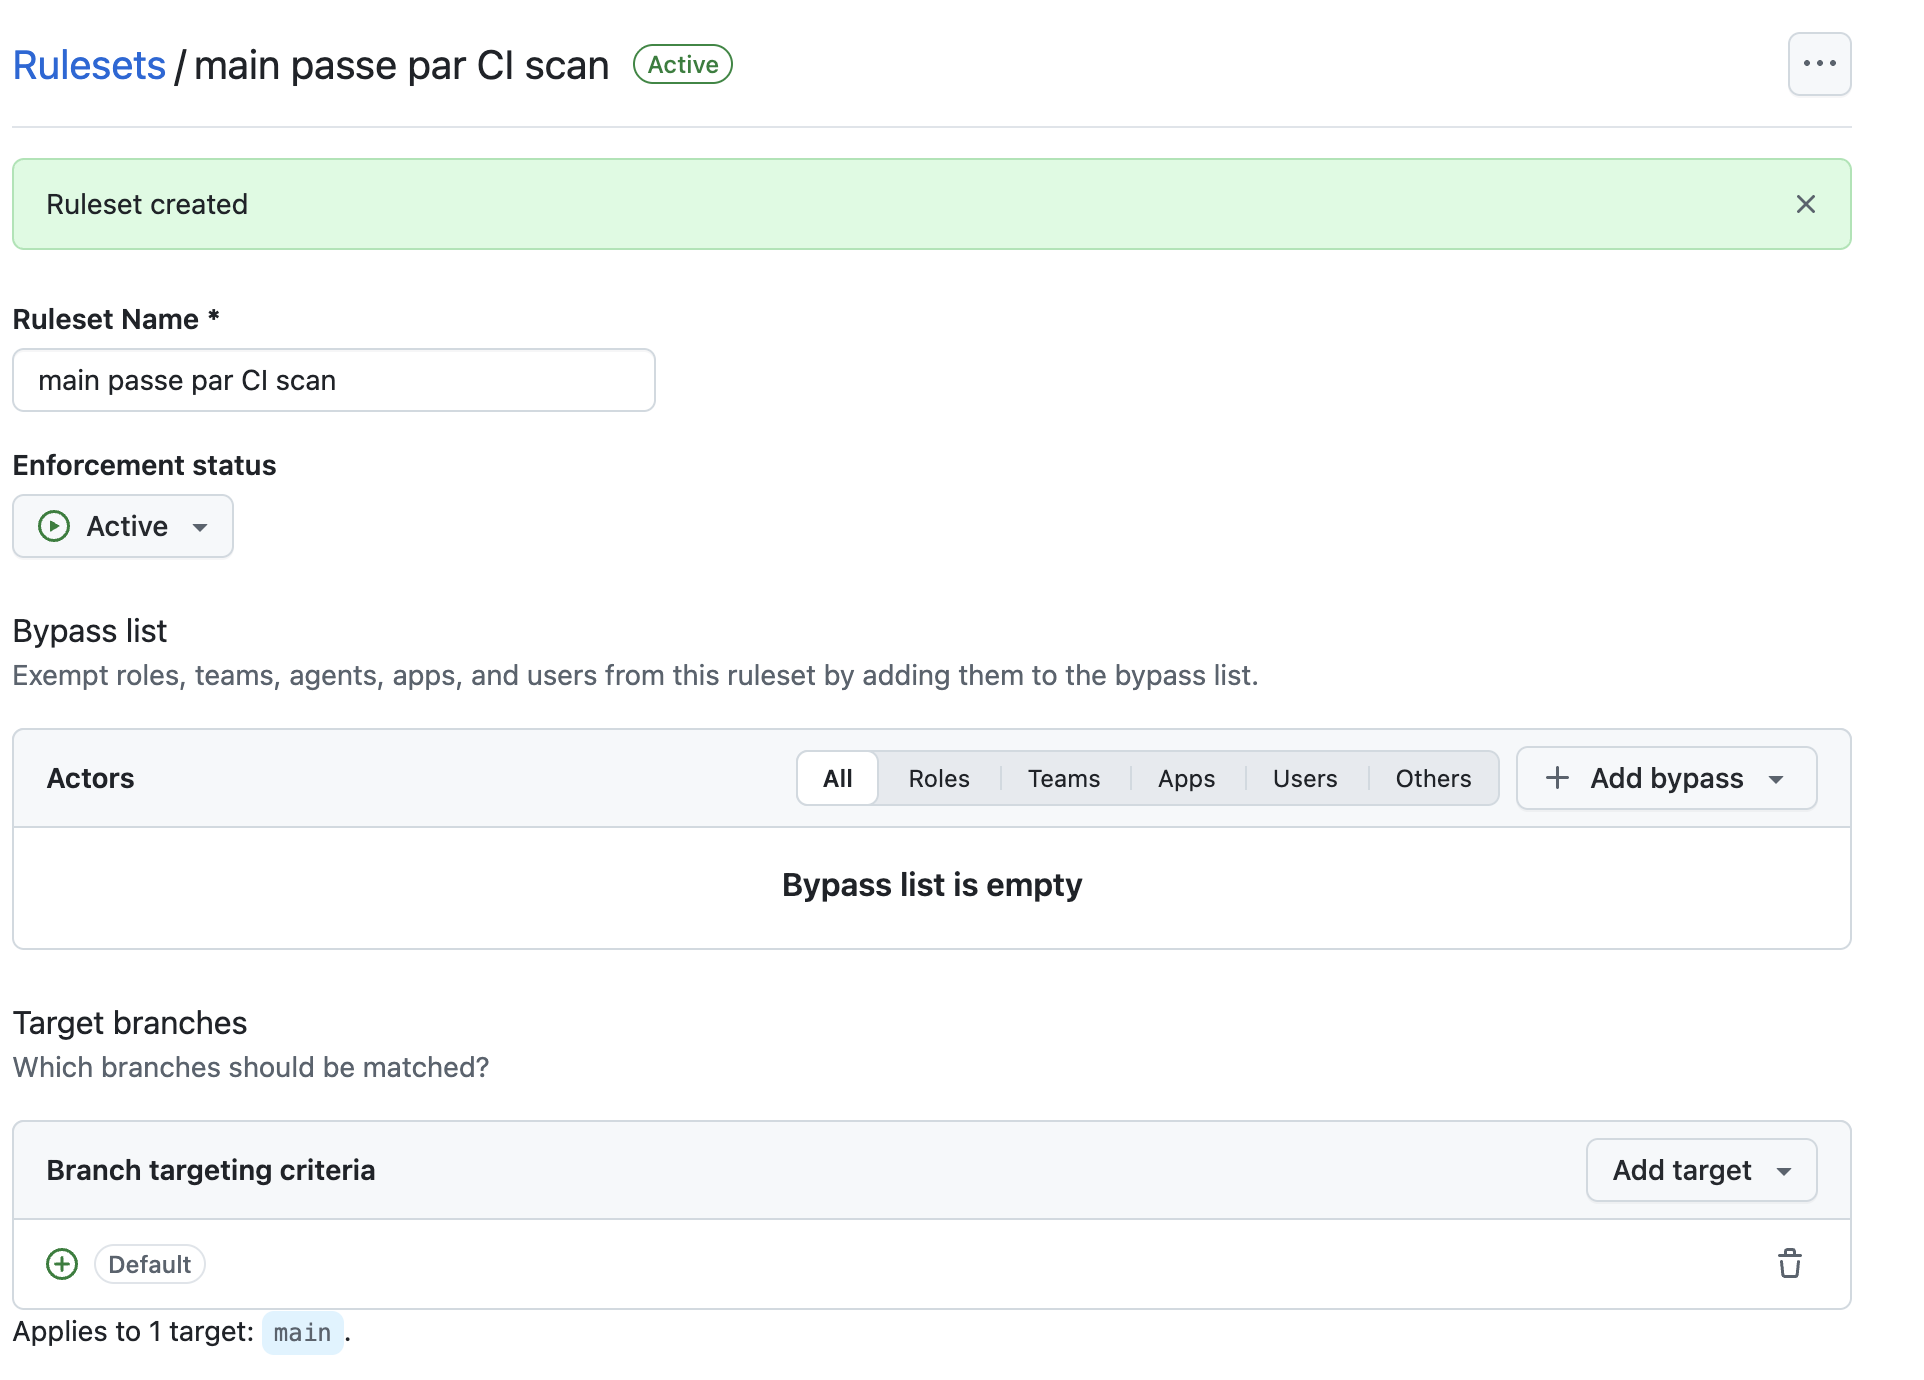 Rulesets / main passe par CI scan Active
Ruleset created
Ruleset Name *
main passe par CI scan
Enforcement status
Active
Bypass list
Exempt roles, teams, agents, apps, and users from this ruleset by adding them to the bypass list.
Actors All Roles Teams Apps Users Others Add bypass
Bypass list is empty
Target branches
Which branches should be matched?
Branch targeting criteria Add target
Default
Applies to 1 target: main.